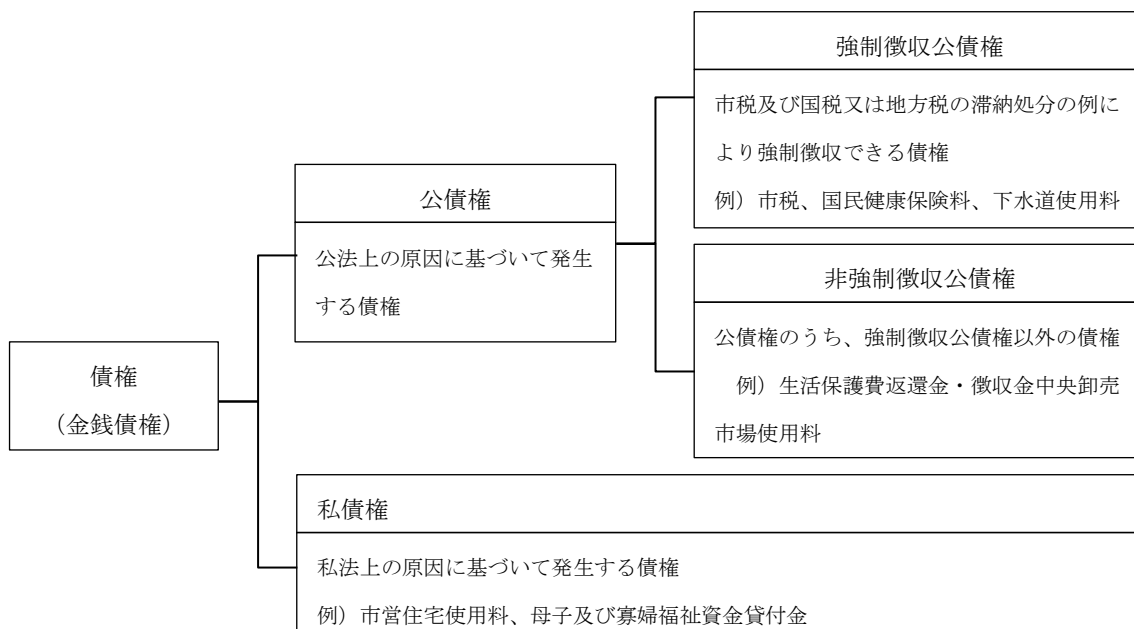 強制徴収公債権
市税及び国税又は地方税の滞納処分の例に
より強制徴収できる債権
例）市税、国民健康保険料、下水道使用料
公債権
公法上の原因に基づいて発生
する債権
非強制徴収公債権
公債権のうち、強制徴収公債権以外の債権
例）生活保護費返還金・徴収金中央卸売
市場使用料
債権
（金銭債権）
私債権
私法上の原因に基づいて発生する債権
例）市営住宅使用料、母子及び寡婦福祉資金貸付金